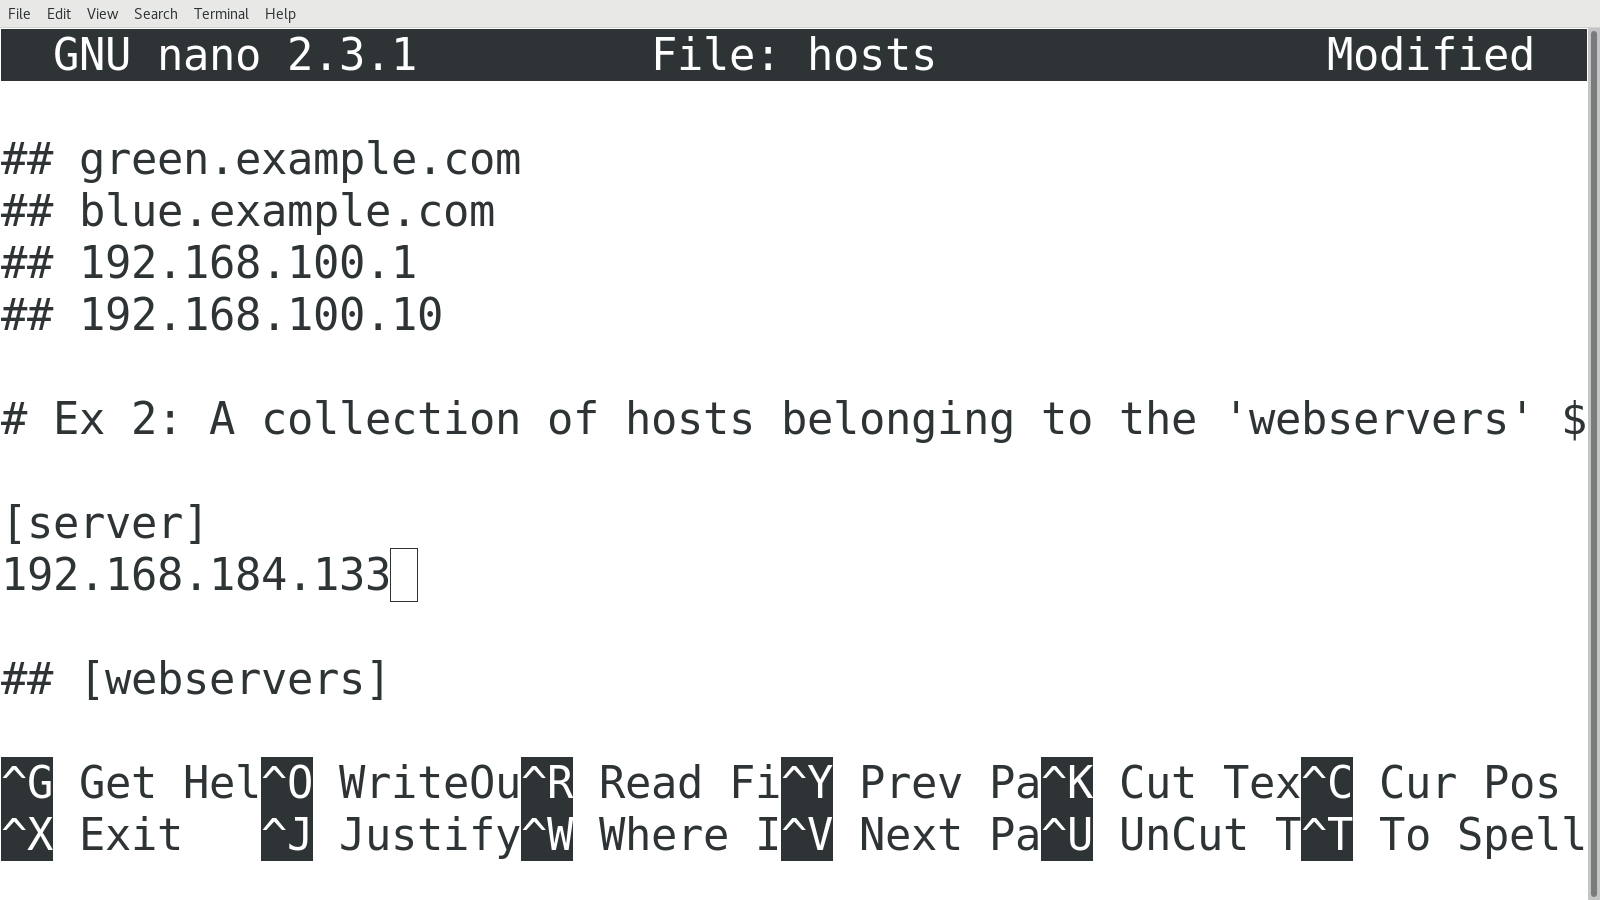 File Edit View Search Terminal Help
GNU nano 2.3.1 File: hosts Modified
## green.example.com
## blue.example.com
## 192.168.100.1
## 192.168.100.10
# Ex 2: A collection of hosts belonging to the 'webservers' $
[server]
192.168.184.133
## [webservers]
^G Get Hel^O WriteOu^R Read Fi^Y Prev Pa^K Cut Tex^C Cur Pos
^X Exit ^J Justify^W Where I^V Next Pa^U UnCut T^T To Spell